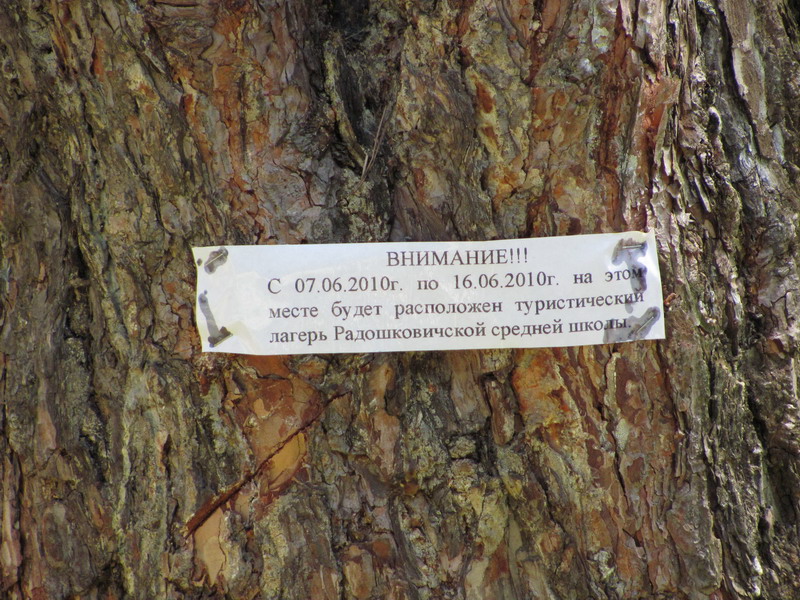 ВНИМАНИЕ!!!
С 07.06.2010г. по 16.06.2010г. на этом
месте будет расположен туристический
лагерь Радошковичской средней школы.